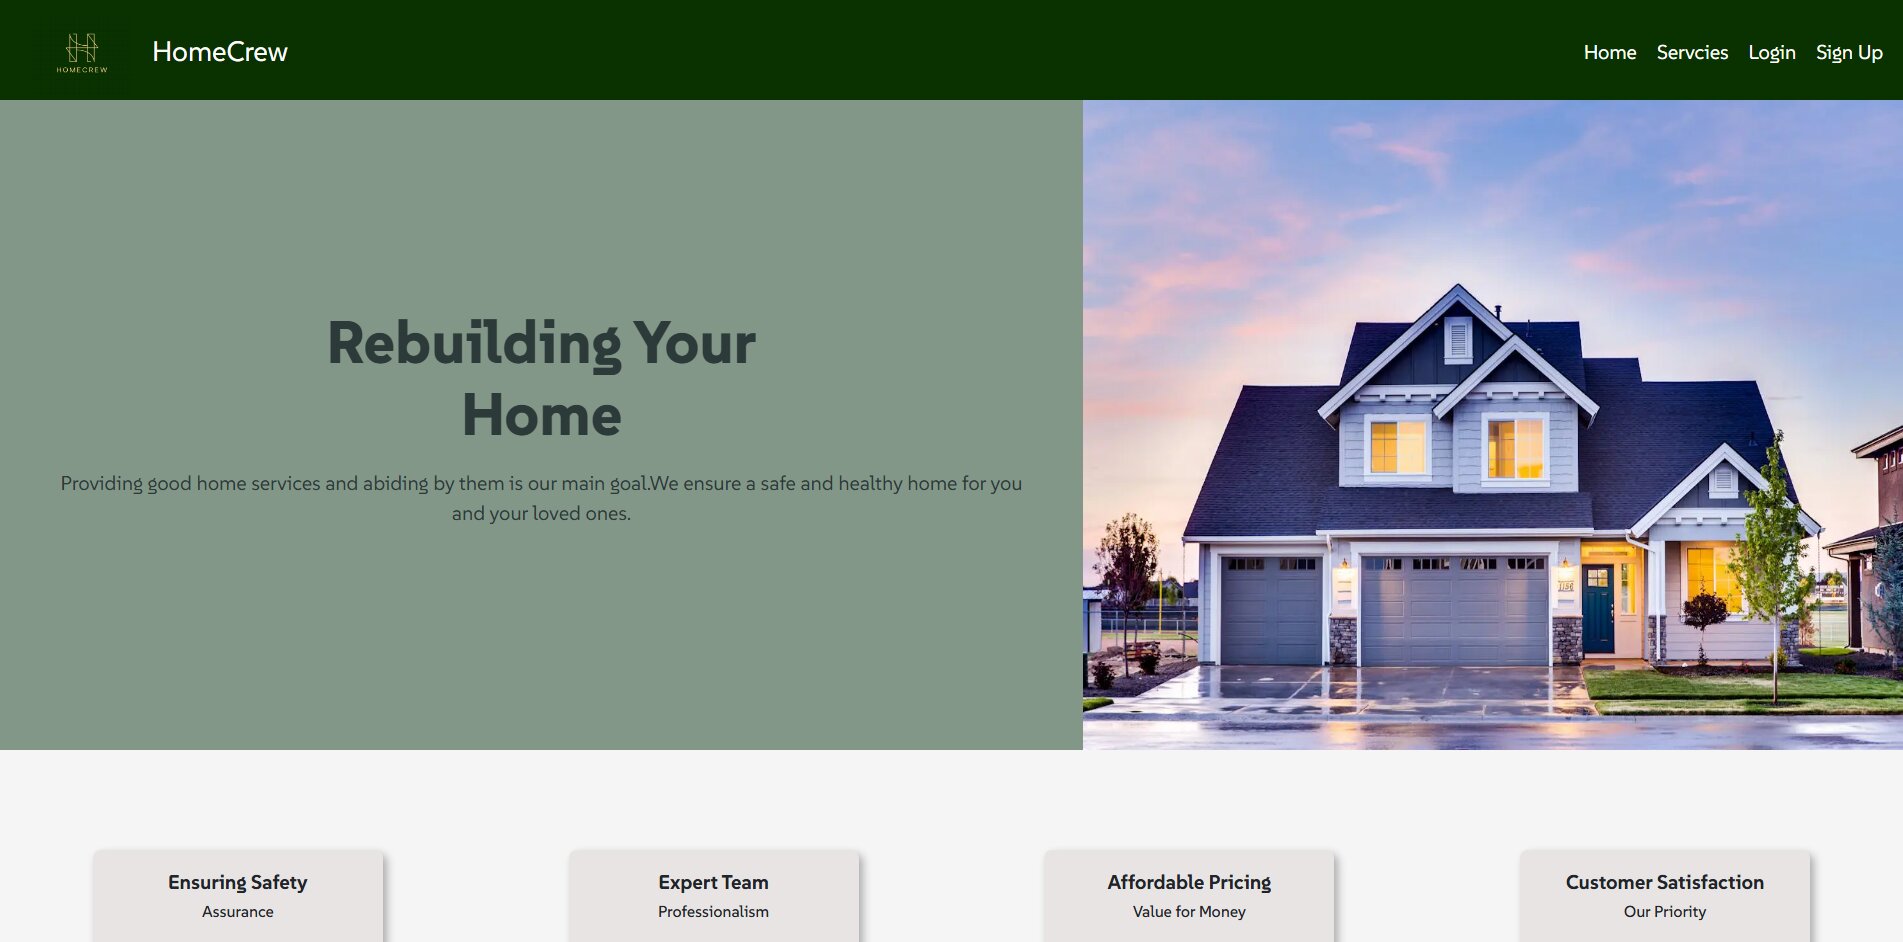 HOMECREW
HomeCrew
Home Servcies Login Sign Up
Rebuilding Your
Home
Providing good home services and abiding by them is our main goal.We ensure a safe and healthy home for you
and your loved ones.
1136
Ensuring Safety
Assurance
Expert Team
Professionalism
Affordable Pricing
Value for Money
Customer Satisfaction
Our Priority